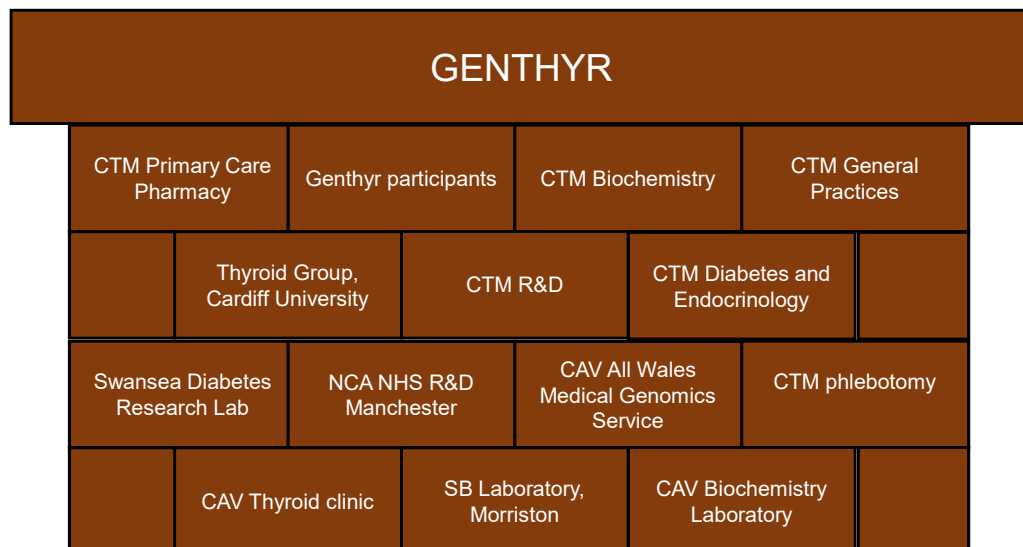 GENTHYR
CTM Primary Care
Pharmacy
Genthyr participants
CTM Biochemistry
CTM General
Practices
Thyroid Group,
Cardiff University
CTM R&D
CTM Diabetes and
Endocrinology
Swansea Diabetes
Research Lab
NCA NHS R&D
Manchester
CAV All Wales
Medical Genomics
Service
CTM phlebotomy
CAV Thyroid clinic
SB Laboratory,
Morriston
CAV Biochemistry
Laboratory